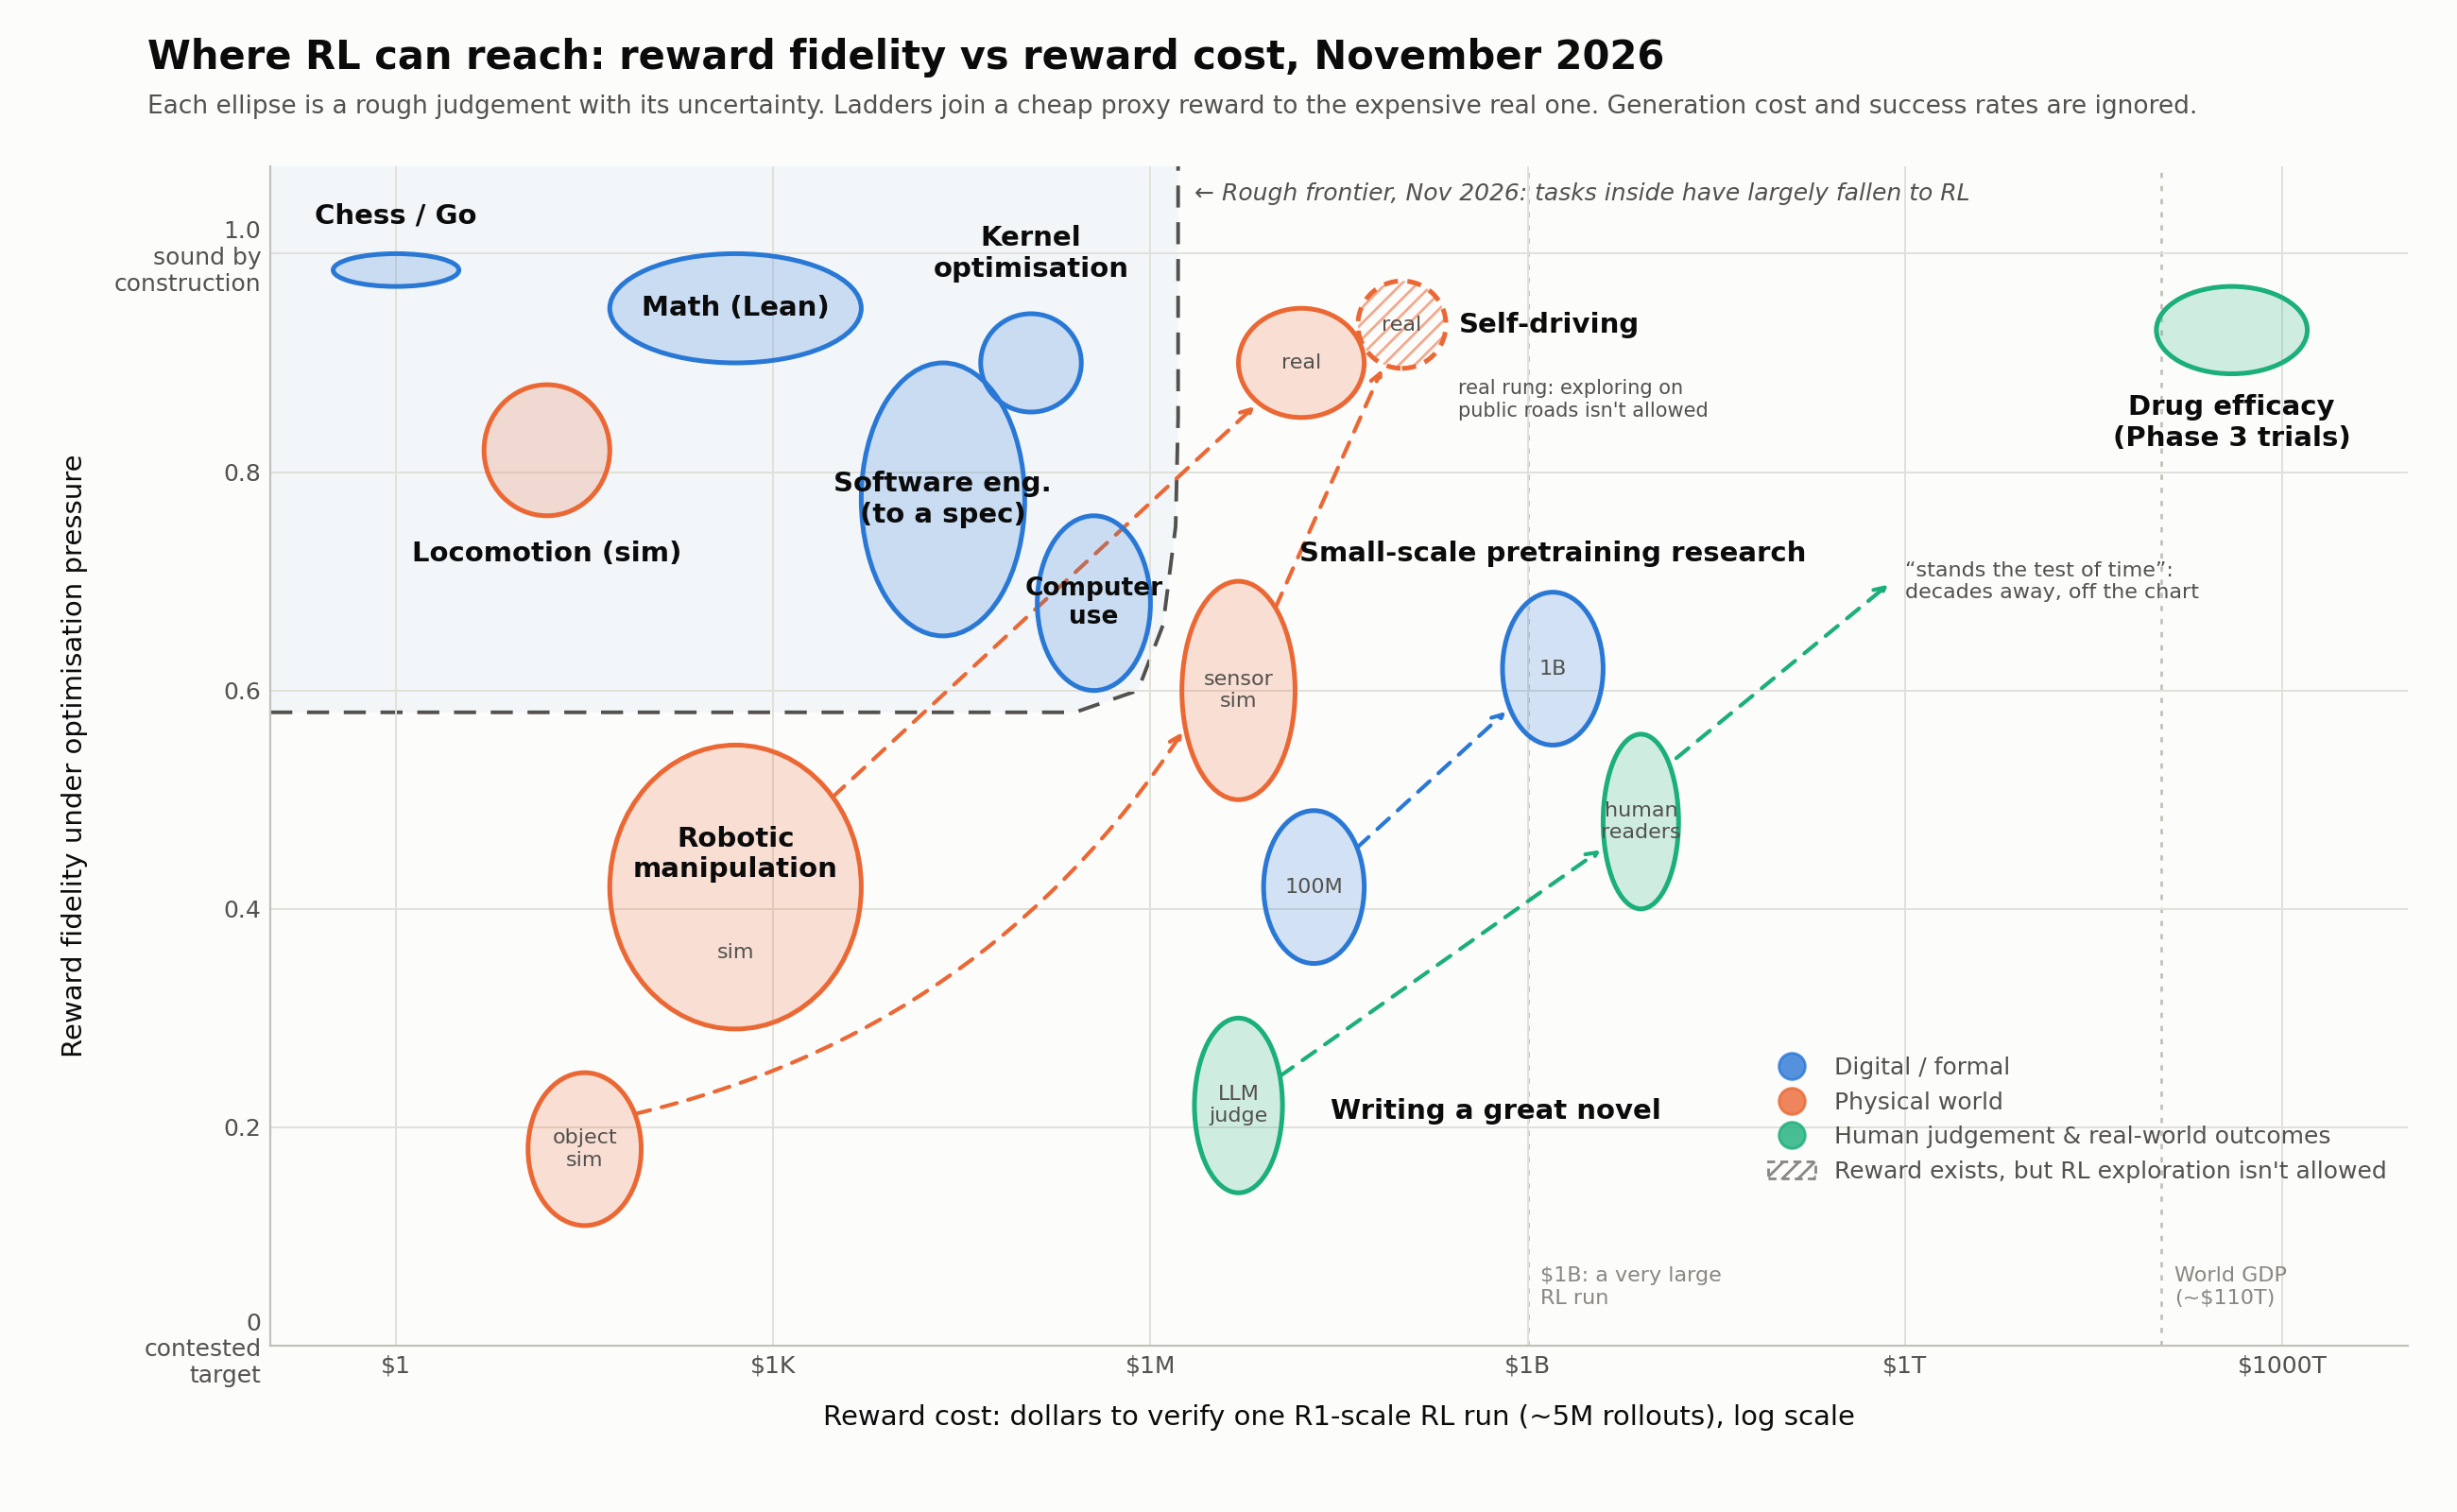 Where RL can reach: reward fidelity vs reward cost, November 2026
Each ellipse is a rough judgement with its uncertainty. Ladders join a cheap proxy reward to the expensive real one. Generation cost and success rates are ignored.
← Rough frontier, Nov 2026: tasks inside have largely fallen to RL
Chess / Go
Kernel
optimisation
1.0
sound by
construction
Math (Lean)
real
real
Self-driving
real rung: exploring on
public roads isn't allowed
Drug efficacy
(Phase 3 trials)
0.8
Software eng.
(to a spec)
Locomotion (sim)
Small-scale pretraining research
“stands the test of time”:
decades away, off the chart
Computer
use
sensor
sim
1B
0.6
Reward fidelity under optimisation pressure
Robotic
manipulation
sim
human
readers
100M
0.4
LLM
judge
Writing a great novel
object
sim
0.2
Digital / formal
Physical world
Human judgement & real-world outcomes
Reward exists, but RL exploration isn't allowed
$1B: a very large
RL run
World GDP
(~$110T)
0
contested
target
$1
$1K
$1M
$1B
$1T
$1000T
Reward cost: dollars to verify one R1-scale RL run (~5M rollouts), log scale